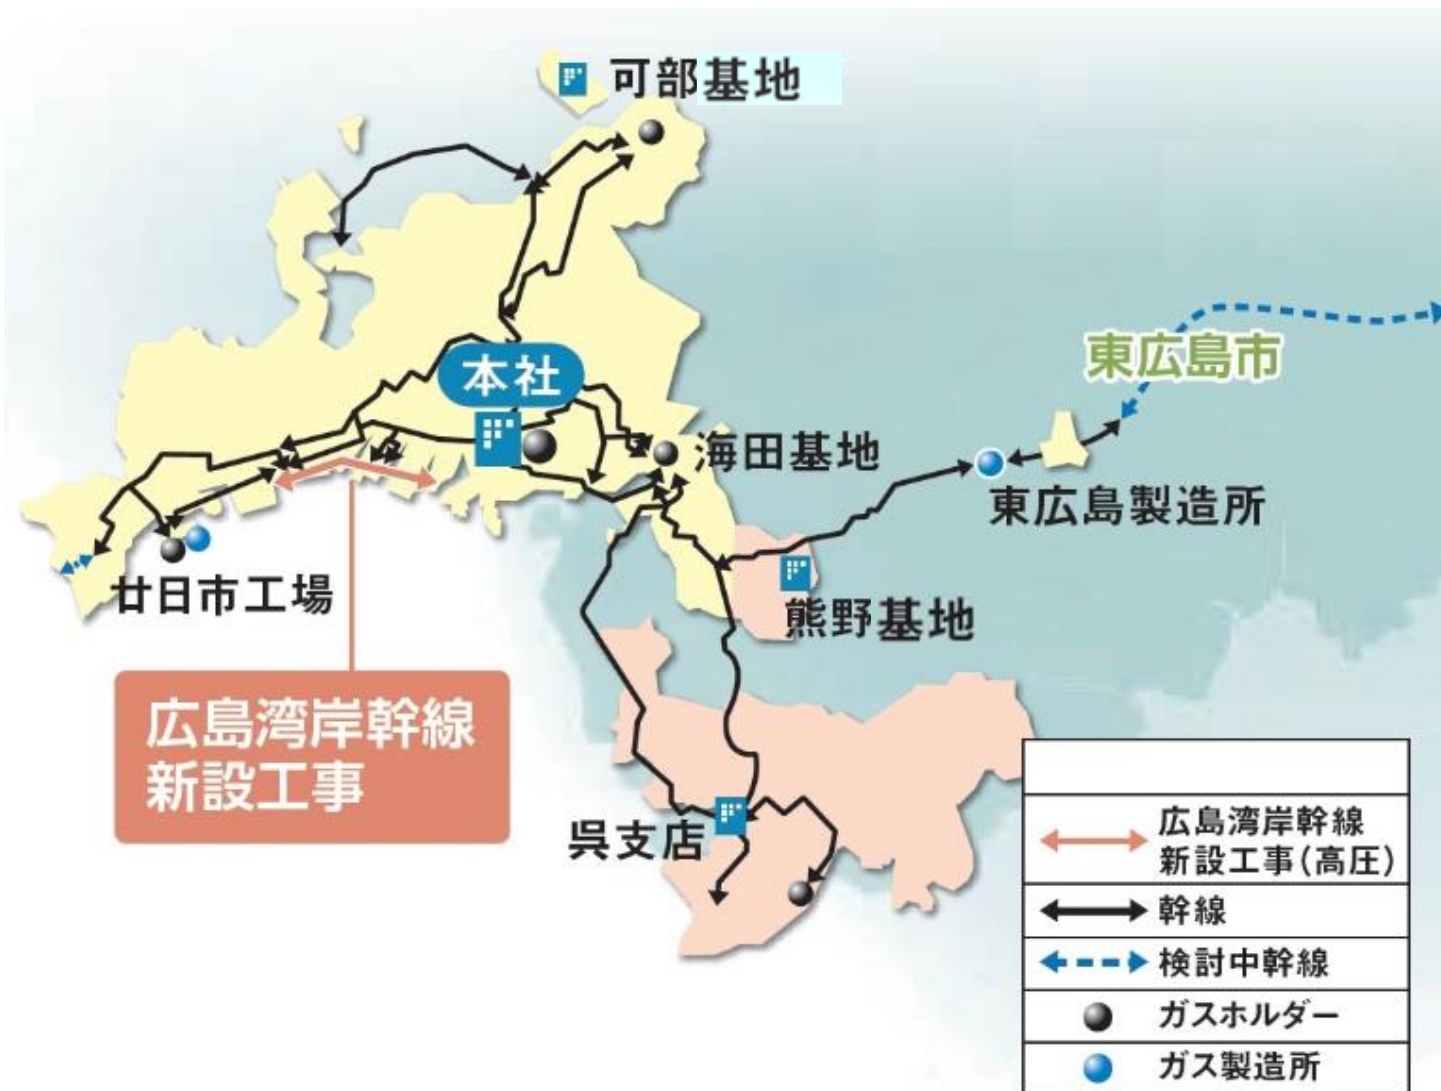 可部基地
東広島市
本社
海田基地
東広島製造所
廿日市工場
熊野基地
広島湾岸幹線
新設工事
呉支店
広島湾岸幹線
新設工事(高圧)
幹線
検討中幹線
ガスホルダー
ガス製造所